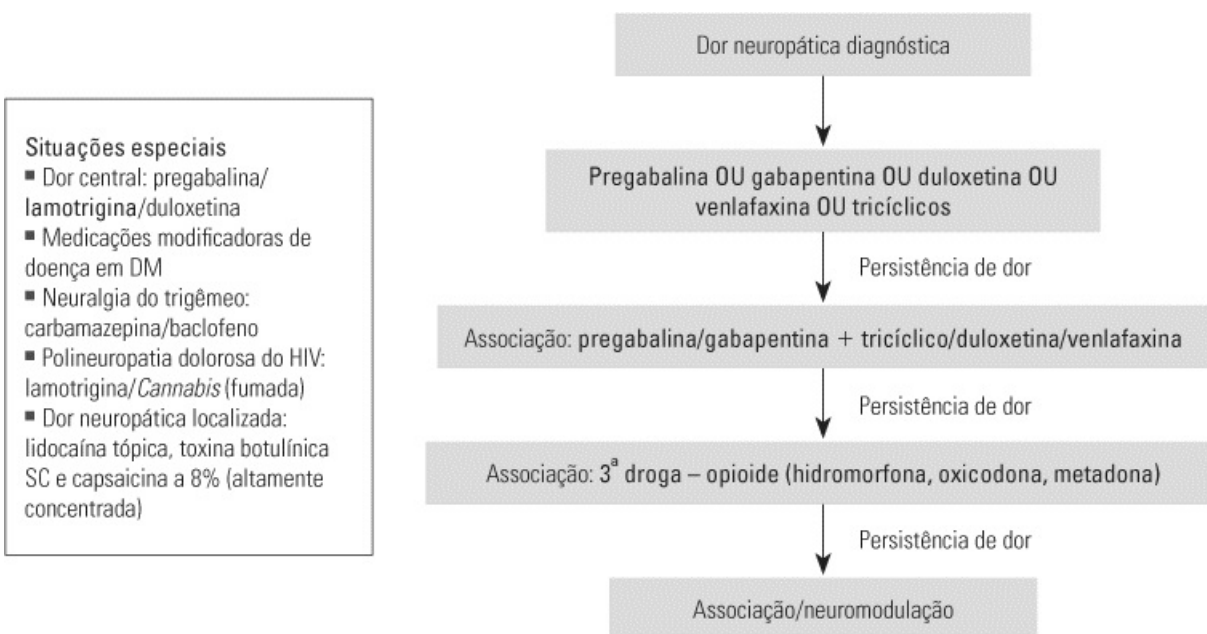 Situações especiais
■ Dor central: pregabalina/
lamotrigina/duloxetina
■ Medicações modificadoras de
doença em DM
■ Neuralgia do trigêmeo:
carbamazepina/baclofeno
■ Polineuropatia dolorosa do HIV:
lamotrigina/Cannabis (fumada)
■ Dor neuropática localizada:
lidocaína tópica, toxina botulínica
SC e capsaicina a 8% (altamente
concentrada)
Dor neuropática diagnóstica
Pregabalina OU gabapentina OU duloxetina OU
venlafaxina OU tricíclicos
Persistência de dor
Associação: pregabalina/gabapentina + tricíclico/duloxetina/venlafaxina
Persistência de dor
Associação: 3ª droga – opioide (hidromorfona, oxicodona, metadona)
Persistência de dor
Associação/neuromodulação